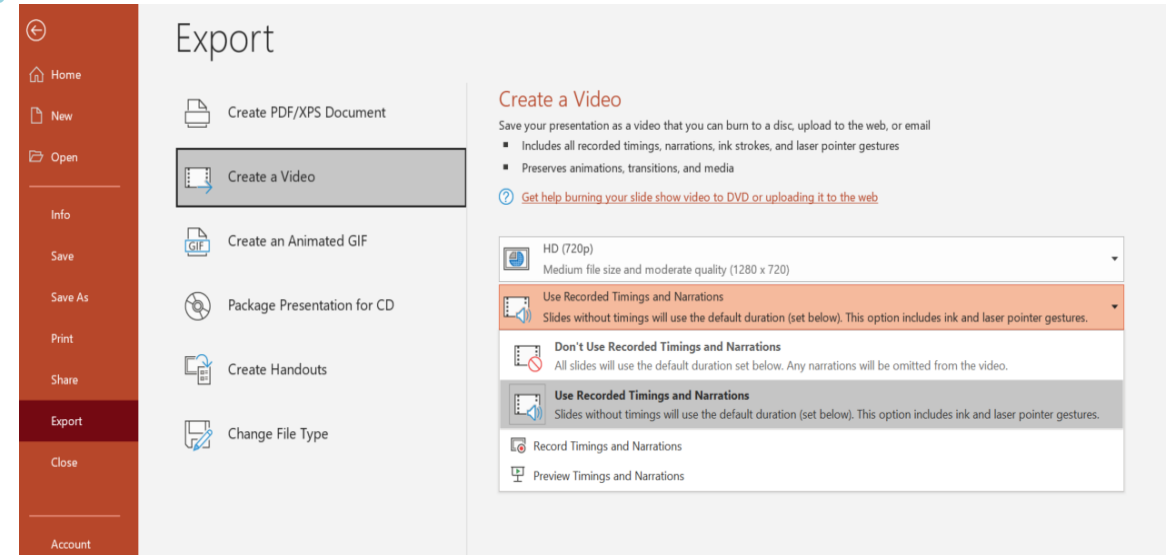 Export
Home
New
Open
Info
Save
Save As
Print
Share
Export
Close
Account
Create PDF/XPS Document
Create a Video
Create an Animated GIF
GIF
Package Presentation for CD
Create Handouts
Change File Type
Create a Video
Save your presentation as a video that you can burn to a disc, upload to the web, or email
Includes all recorded timings, narrations, ink strokes, and laser pointer gestures
Preserves animations, transitions, and media
Get help burning your slide show video to DVD or uploading it to the web
HD (720p)
Medium file size and moderate quality (1280 x 720)
Use Recorded Timings and Narrations
Slides without timings will use the default duration (set below). This option includes ink and laser pointer gestures.
Don't Use Recorded Timings and Narrations
All slides will use the default duration set below. Any narrations will be omitted from the video.
Use Recorded Timings and Narrations
Slides without timings will use the default duration (set below). This option includes ink and laser pointer gestures.
Record Timings and Narrations
Preview Timings and Narrations